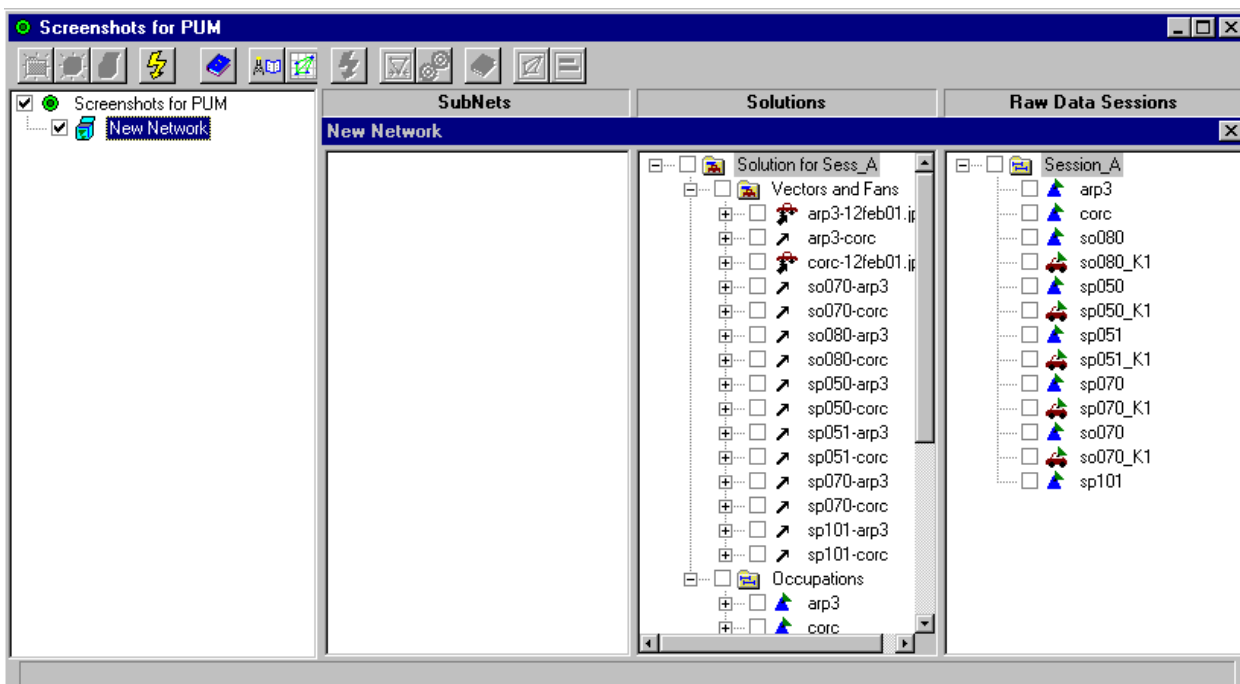 Screenshots for PUM
Screenshots for PUM
New Network
SubNets
Solutions
Raw Data Sessions
New Network
Solution for Sess_A
Vectors and Fans
arp3-12feb01.
arp3-corc
corc-12feb01.
so070-arp3
so070-corc
so080-arp3
so080-corc
sp050-arp3
sp050-corc
sp051-arp3
sp051-corc
sp070-arp3
sp070-corc
sp101-arp3
sp101-corc
Occupations
arp3
corc
Session_A
arp3
corc
so080
so080_K1
sp050
sp050_K1
sp051
sp051_K1
sp070
sp070_K1
so070
so070_K1
sp101